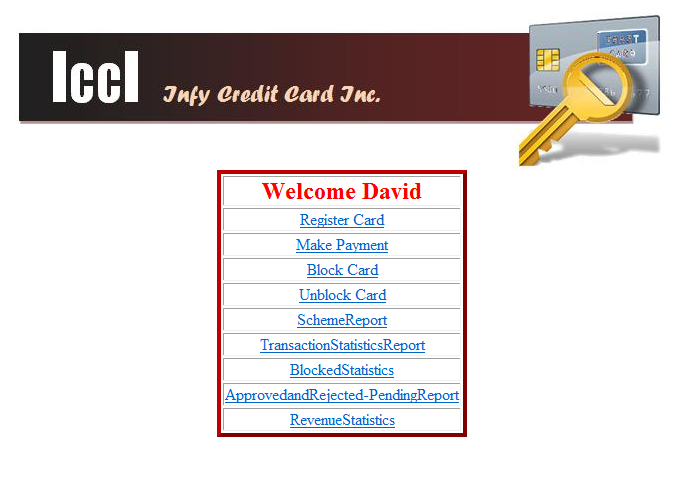 IccI
Infy Credit Card Inc.
Welcome David
Register Card
Make Payment
Block Card
Unblock Card
SchemeReport
TransactionStatisticsReport
BlockedStatistics
ApprovedandRejected-PendingReport
RevenueStatistics